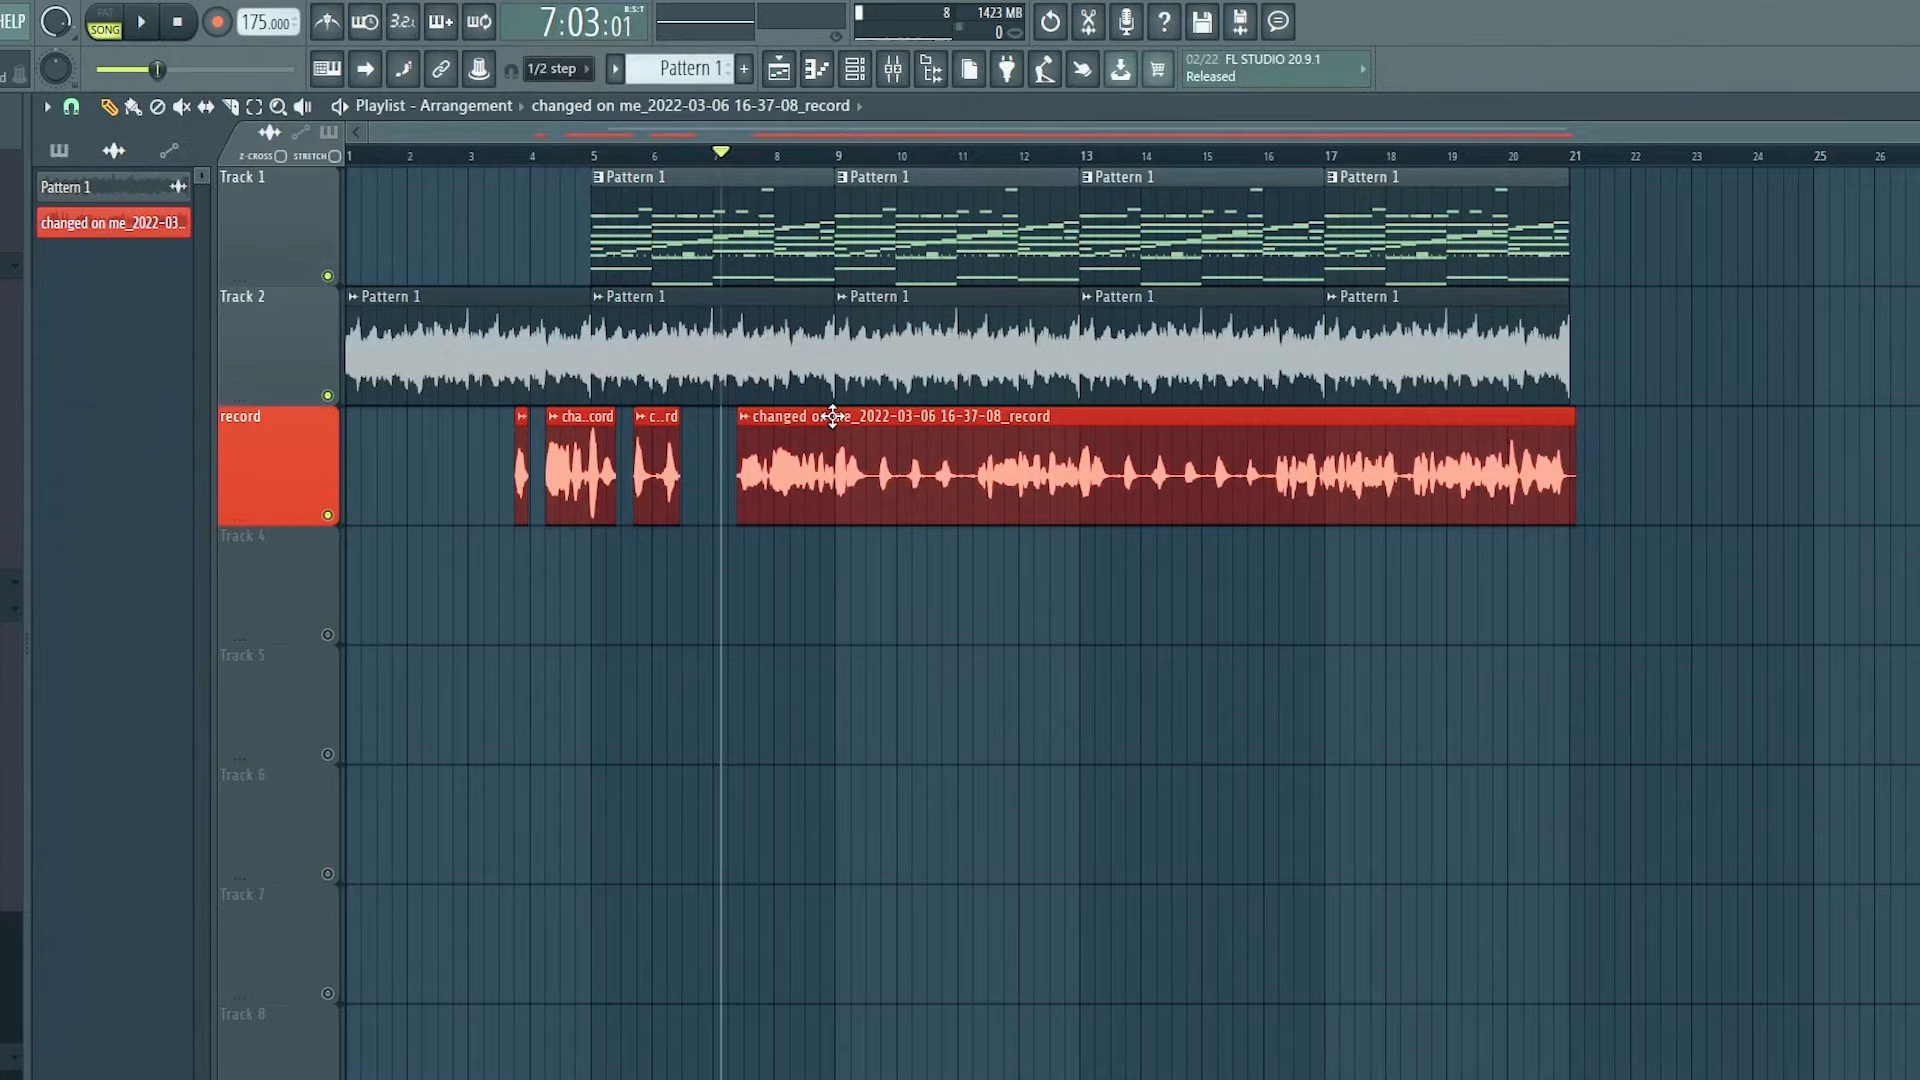 HELP
PAT
SONG
175.000
3.2.
7:03:01
B:S:T
8
1423 MB
0
1/2 step
Pattern 1
02/22 FL STUDIO 20.9.1
Released
Playlist - Arrangement › changed on me_2022-03-06 16-37-08_record
Z-CROSS STRETCH
1 2 3 4 5 6 7 8 9 10 11 12 13 14 15 16 17 18 19 20 21 22 23 24 25 26
Pattern 1
changed on me_2022-03..
Track 1
Pattern 1
Pattern 1
Pattern 1
Pattern 1
Track 2
Pattern 1
Pattern 1
Pattern 1
Pattern 1
Pattern 1
record
cha..cord
c..rd
changed on me_2022-03-06 16-37-08_record
Track 4
Track 5
Track 6
Track 7
Track 8